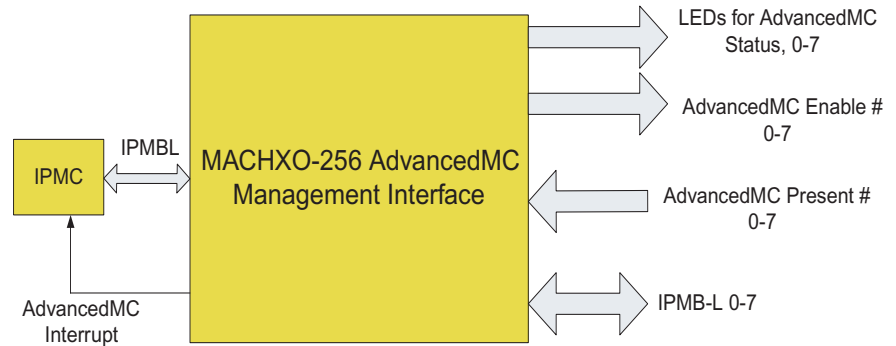 LEDs for AdvancedMC
Status, 0-7
AdvancedMC Enable #
0-7
IPMBL
IPMC
MACHXO-256 AdvancedMC
Management Interface
AdvancedMC Present #
0-7
AdvancedMC
Interrupt
IPMB-L 0-7